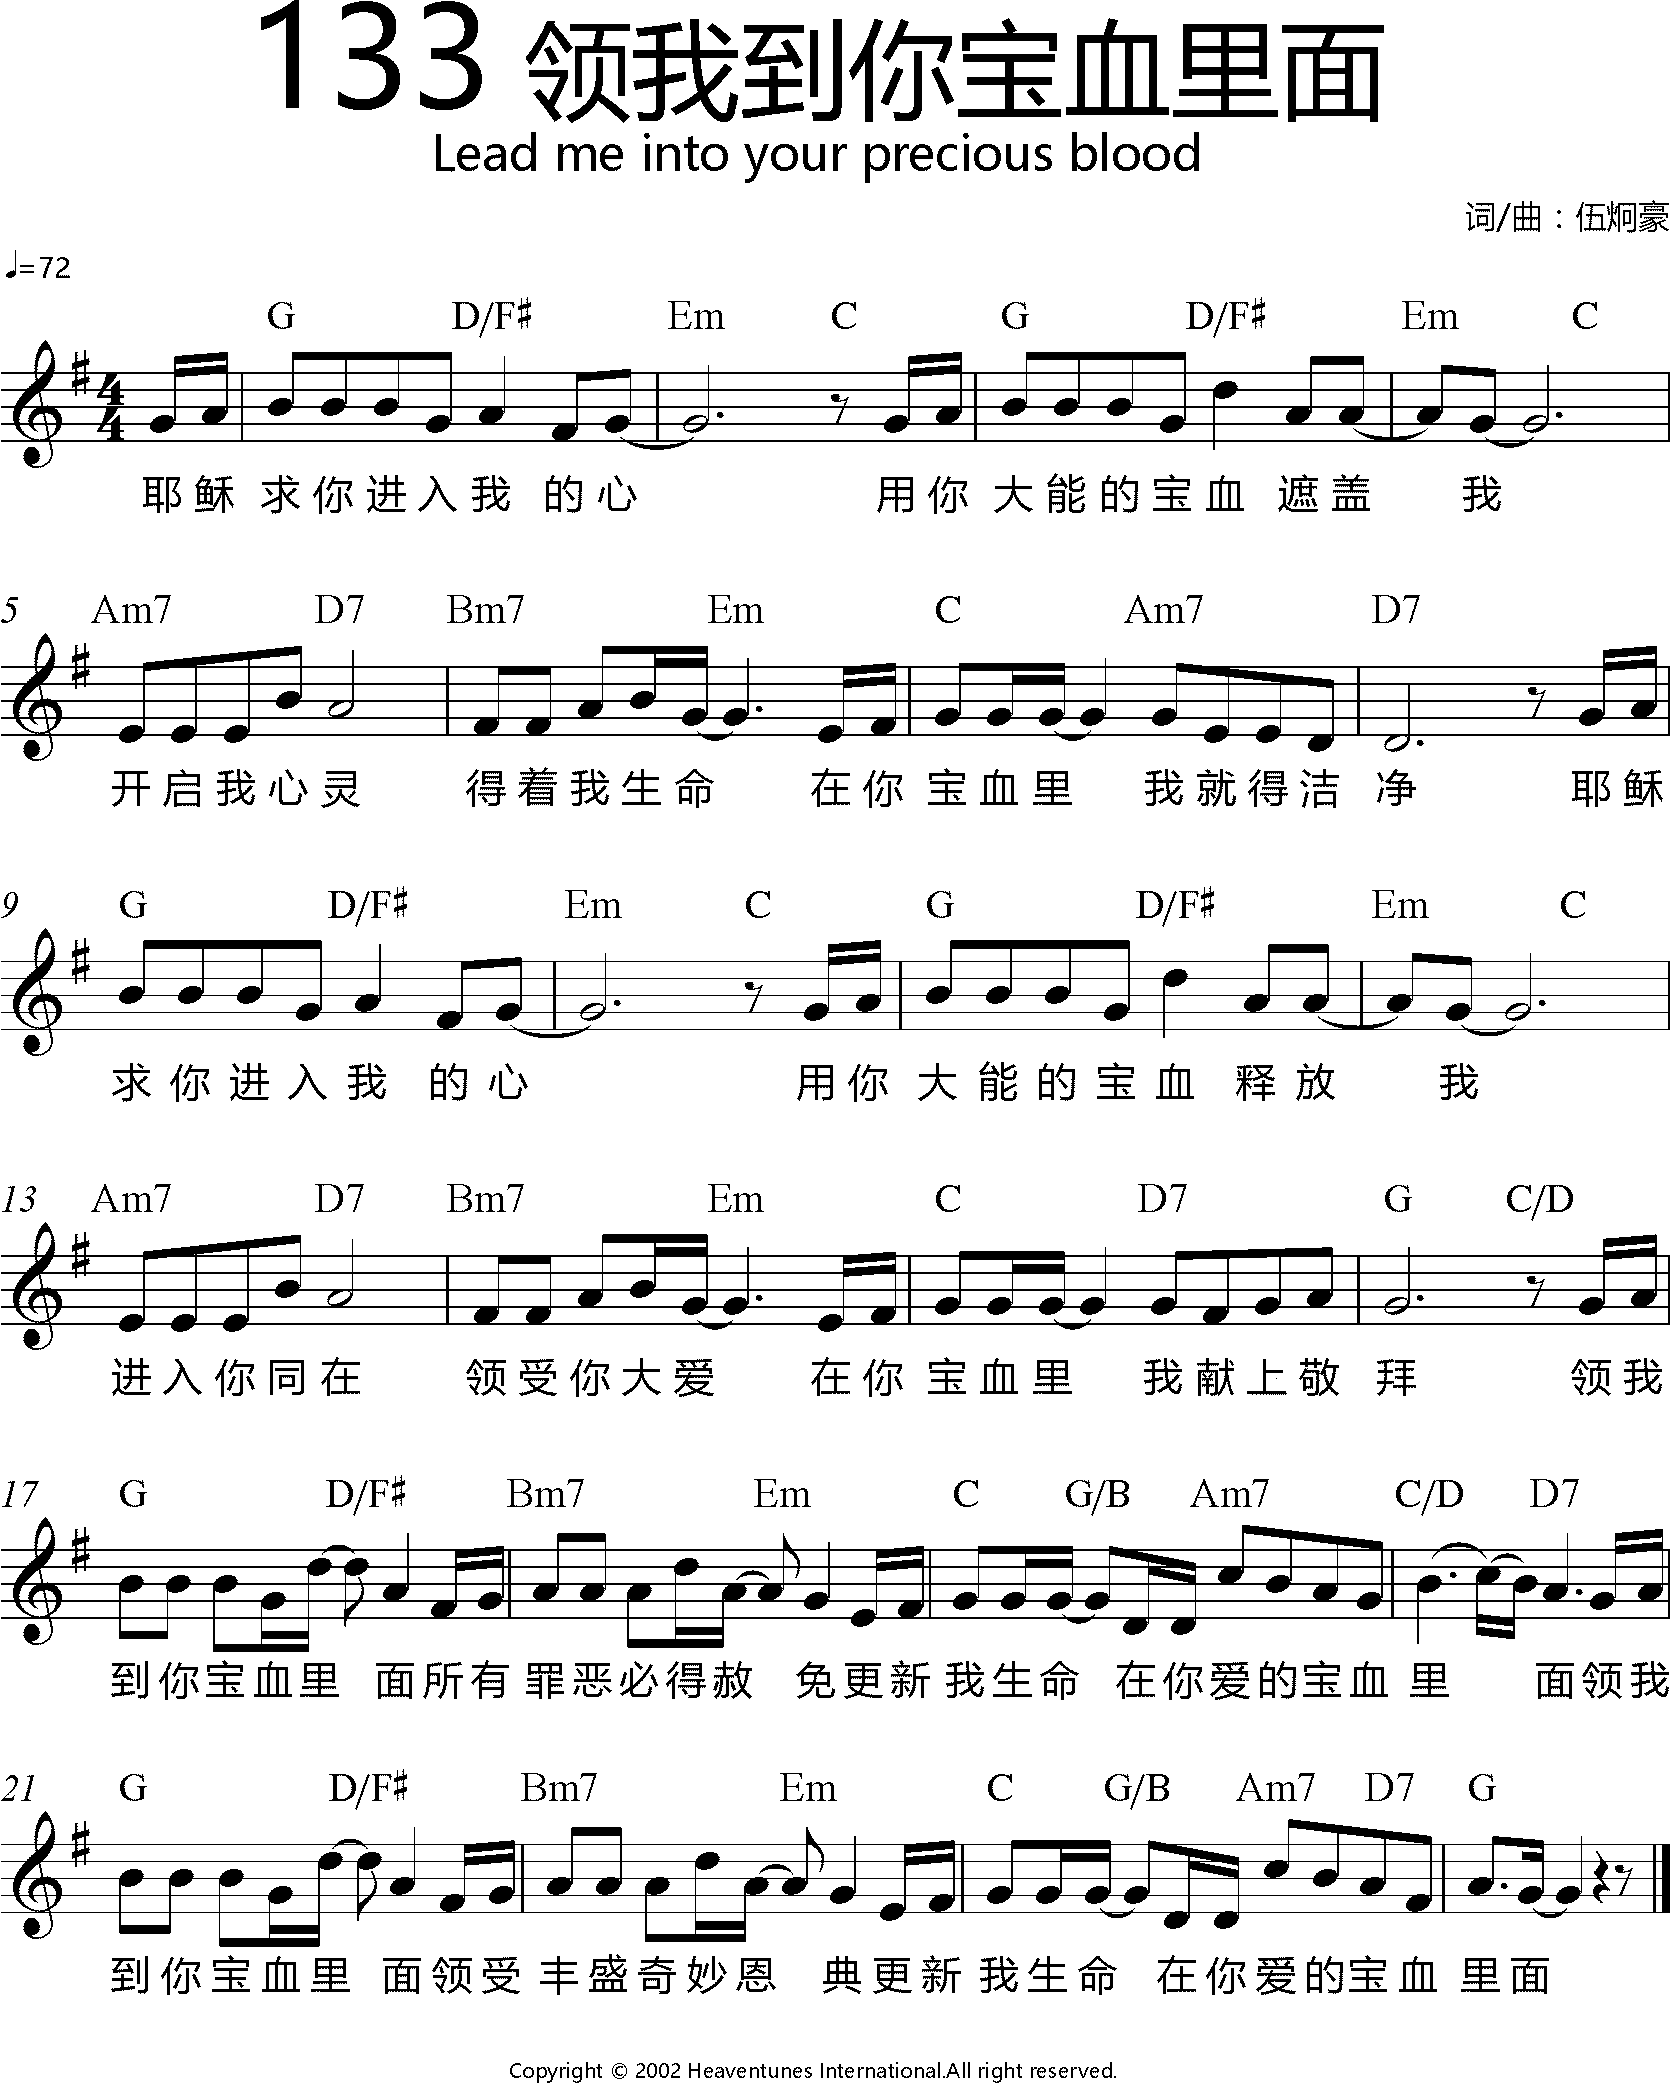 133 领我到你宝血里面
Lead me into your precious blood
词/曲：伍炯豪
♩=72
G D/F♯ Em C G D/F♯ Em C
4/4
耶稣 求你进入我 的心 用你 大能的宝血 遮盖 我
5 Am7 D7 Bm7 Em C Am7 D7
开启我心灵 得着我生命 在你 宝血里 我就得洁 净 耶稣
9 G D/F♯ Em C G D/F♯ Em C
求你进入我 的心 用你 大能的宝血 释放 我
13 Am7 D7 Bm7 Em C D7 G C/D
进入你同在 领受你大爱 在你 宝血里 我献上敬 拜 领我
17 G D/F♯ Bm7 Em C G/B Am7 C/D D7
到你宝血里 面所有 罪恶必得赦 免更新 我生命 在你爱的宝血 里 面领我
21 G D/F♯ Bm7 Em C G/B Am7 D7 G
到你宝血里 面领受 丰盛奇妙恩 典更新 我生命 在你爱的宝血 里面
Copyright © 2002 Heaventunes International.All right reserved.